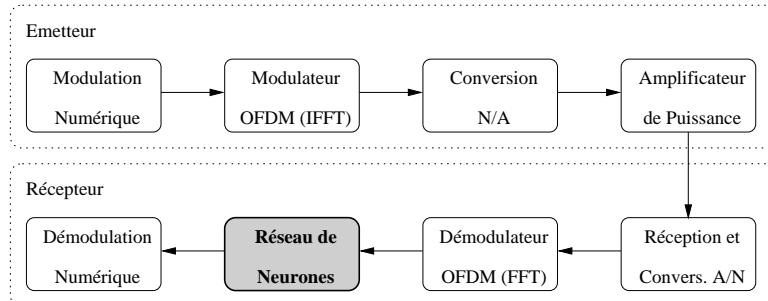 Emetteur
Modulation
Numérique
Modulateur
OFDM (IFFT)
Conversion
N/A
Amplificateur
de Puissance
Récepteur
Démodulation
Numérique
Réseau de
Neurones
Démodulateur
OFDM (FFT)
Réception et
Convers. A/N